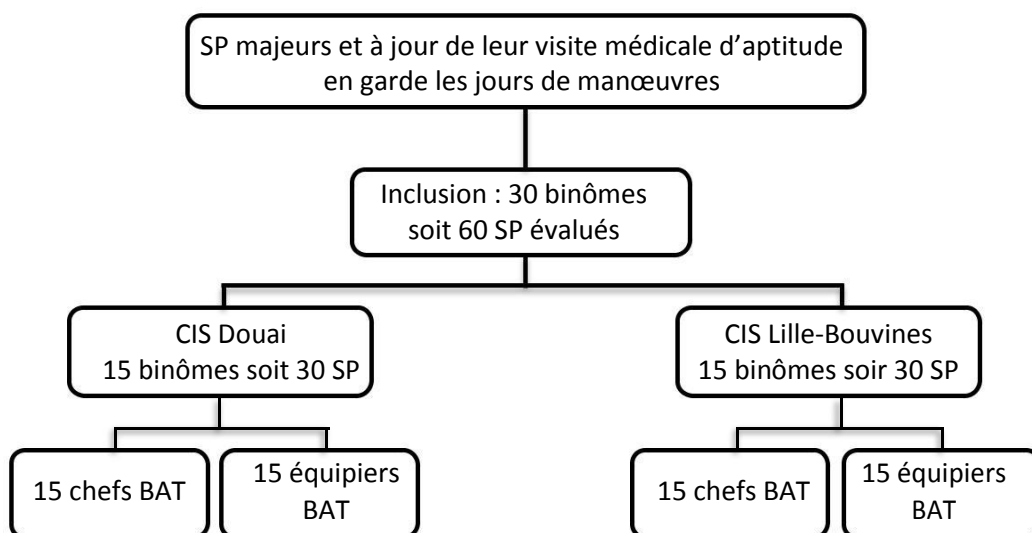 SP majeurs et à jour de leur visite médicale d’aptitude
en garde les jours de manœuvres
Inclusion : 30 binômes
soit 60 SP évalués
CIS Douai
15 binômes soit 30 SP
CIS Lille-Bouvines
15 binômes soir 30 SP
15 chefs BAT
15 équipiers
BAT
15 chefs BAT
15 équipiers
BAT